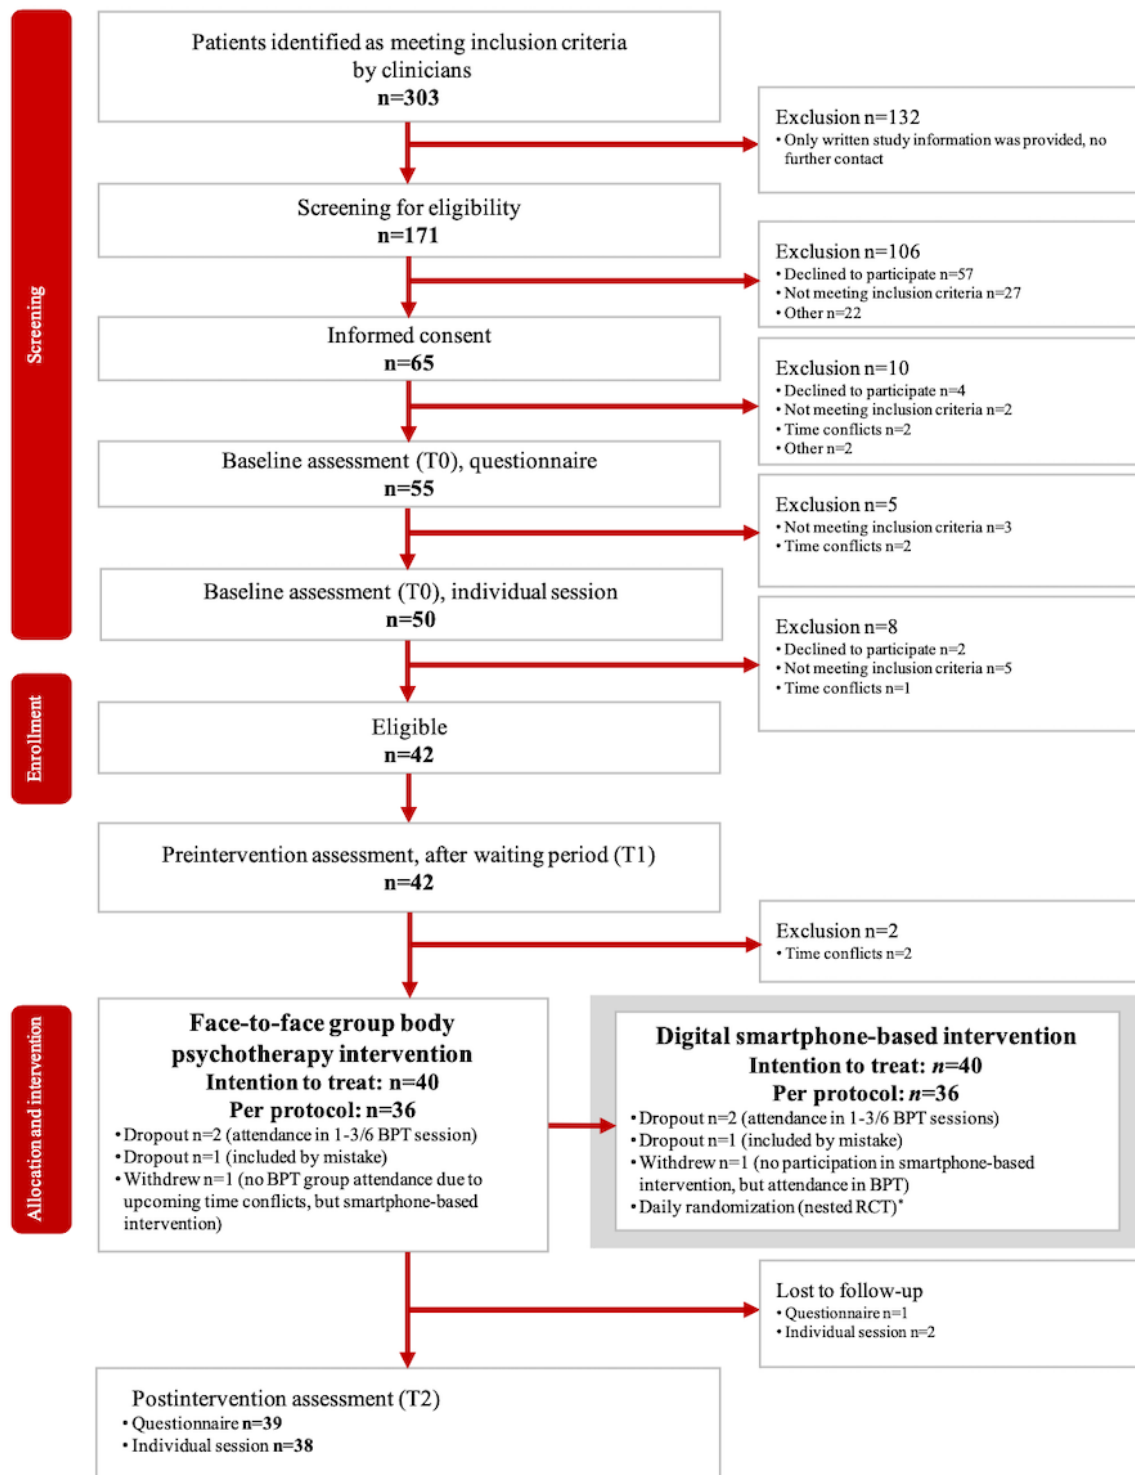 Patients identified as meeting inclusion criteria
by clinicians
n=303
Exclusion n=132
• Only written study information was provided, no
further contact
Screening for eligibility
n=171
Exclusion n=106
• Declined to participate n=57
• Not meeting inclusion criteria n=27
• Other n=22
Screening
Informed consent
n=65
Exclusion n=10
• Declined to participate n=4
• Not meeting inclusion criteria n=2
• Time conflicts n=2
• Other n=2
Baseline assessment (T0), questionnaire
n=55
Exclusion n=5
• Not meeting inclusion criteria n=3
• Time conflicts n=2
Baseline assessment (T0), individual session
n=50
Exclusion n=8
• Declined to participate n=2
• Not meeting inclusion criteria n=5
• Time conflicts n=1
Enrollment
Eligible
n=42
Preintervention assessment, after waiting period (T1)
n=42
Exclusion n=2
• Time conflicts n=2
Allocation and intervention
Face-to-face group body
psychotherapy intervention
Intention to treat: n=40
Per protocol: n=36
• Dropout n=2 (attendance in 1-3/6 BPT session)
• Dropout n=1 (included by mistake)
• Withdrew n=1 (no BPT group attendance due to
upcoming time conflicts, but smartphone-based
intervention)
Digital smartphone-based intervention
Intention to treat: n=40
Per protocol: n=36
• Dropout n=2 (attendance in 1-3/6 BPT sessions)
• Dropout n=1 (included by mistake)
• Withdrew n=1 (no participation in smartphone-based
intervention, but attendance in BPT)
• Daily randomization (nested RCT)*
Lost to follow-up
• Questionnaire n=1
• Individual session n=2
Postintervention assessment (T2)
• Questionnaire n=39
• Individual session n=38